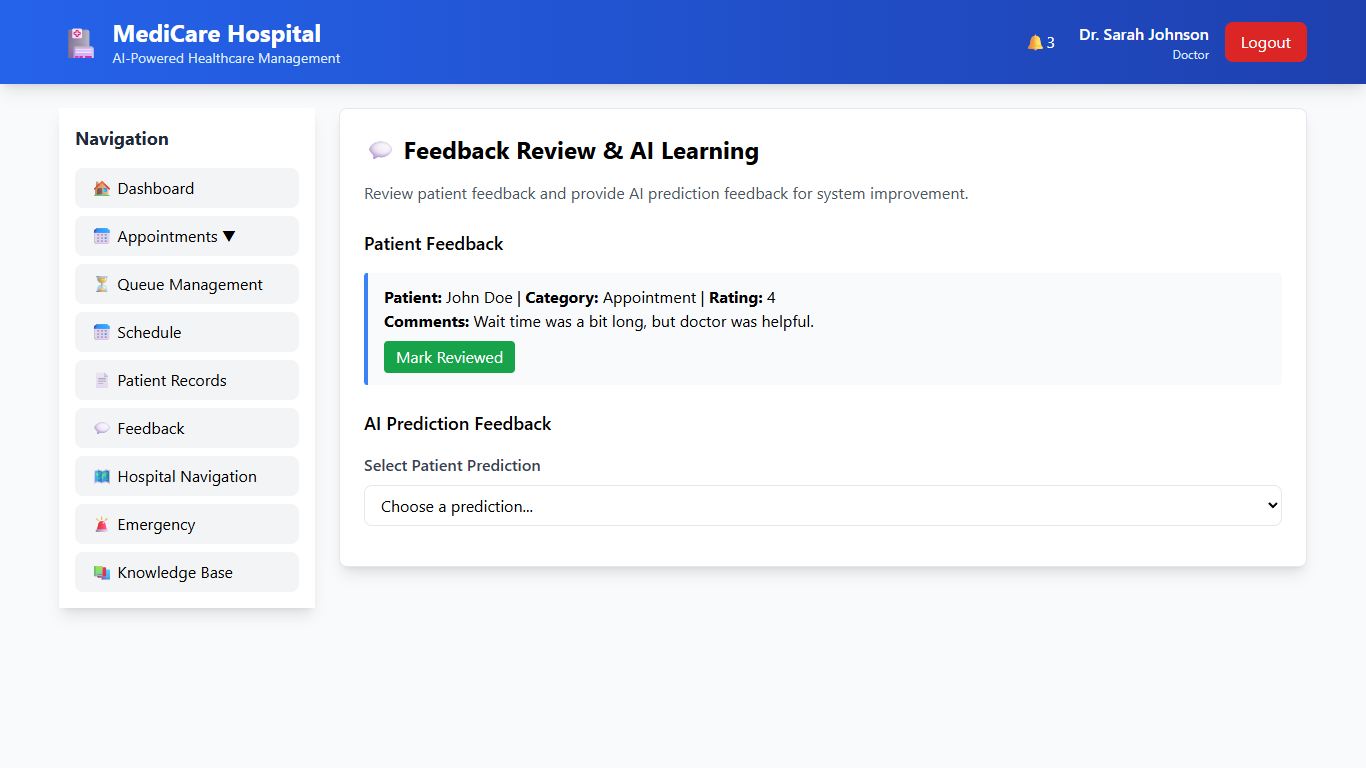 MediCare Hospital
AI-Powered Healthcare Management
3
Dr. Sarah Johnson
Doctor
Logout
Navigation
Dashboard
Appointments ▼
Queue Management
Schedule
Patient Records
Feedback
Hospital Navigation
Emergency
Knowledge Base
Feedback Review & AI Learning
Review patient feedback and provide AI prediction feedback for system improvement.
Patient Feedback
Patient: John Doe | Category: Appointment | Rating: 4
Comments: Wait time was a bit long, but doctor was helpful.
Mark Reviewed
AI Prediction Feedback
Select Patient Prediction
Choose a prediction...